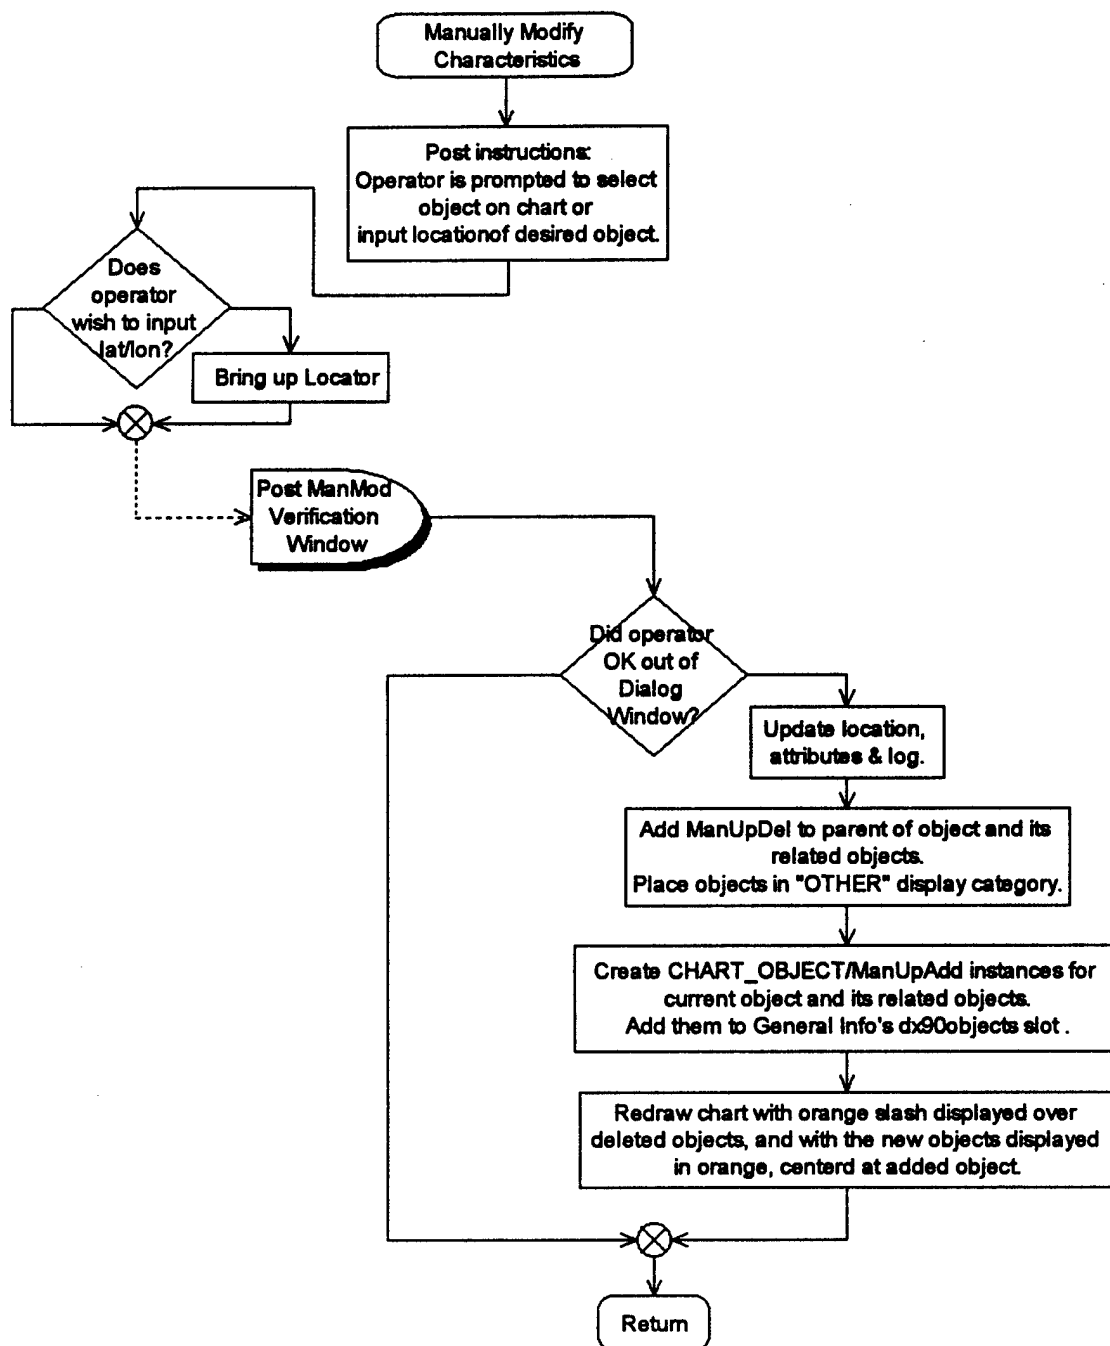 Manually Modify
Characteristics
Post instructions:
Operator is prompted to select
object on chart or
input locationof desired object.
Does
operator
wish to input
lat/lon?
Bring up Locator
Post ManMod
Verification
Window
Did operator
OK out of
Dialog
Window?
Update location,
attributes & log.
Add ManUpDel to parent of object and its
related objects.
Place objects in "OTHER" display category.
Create CHART_OBJECT/ManUpAdd instances for
current object and its related objects.
Add them to General Info's dx90objects slot .
Redraw chart with orange slash displayed over
deleted objects, and with the new objects displayed
in orange, centerd at added object.
Return